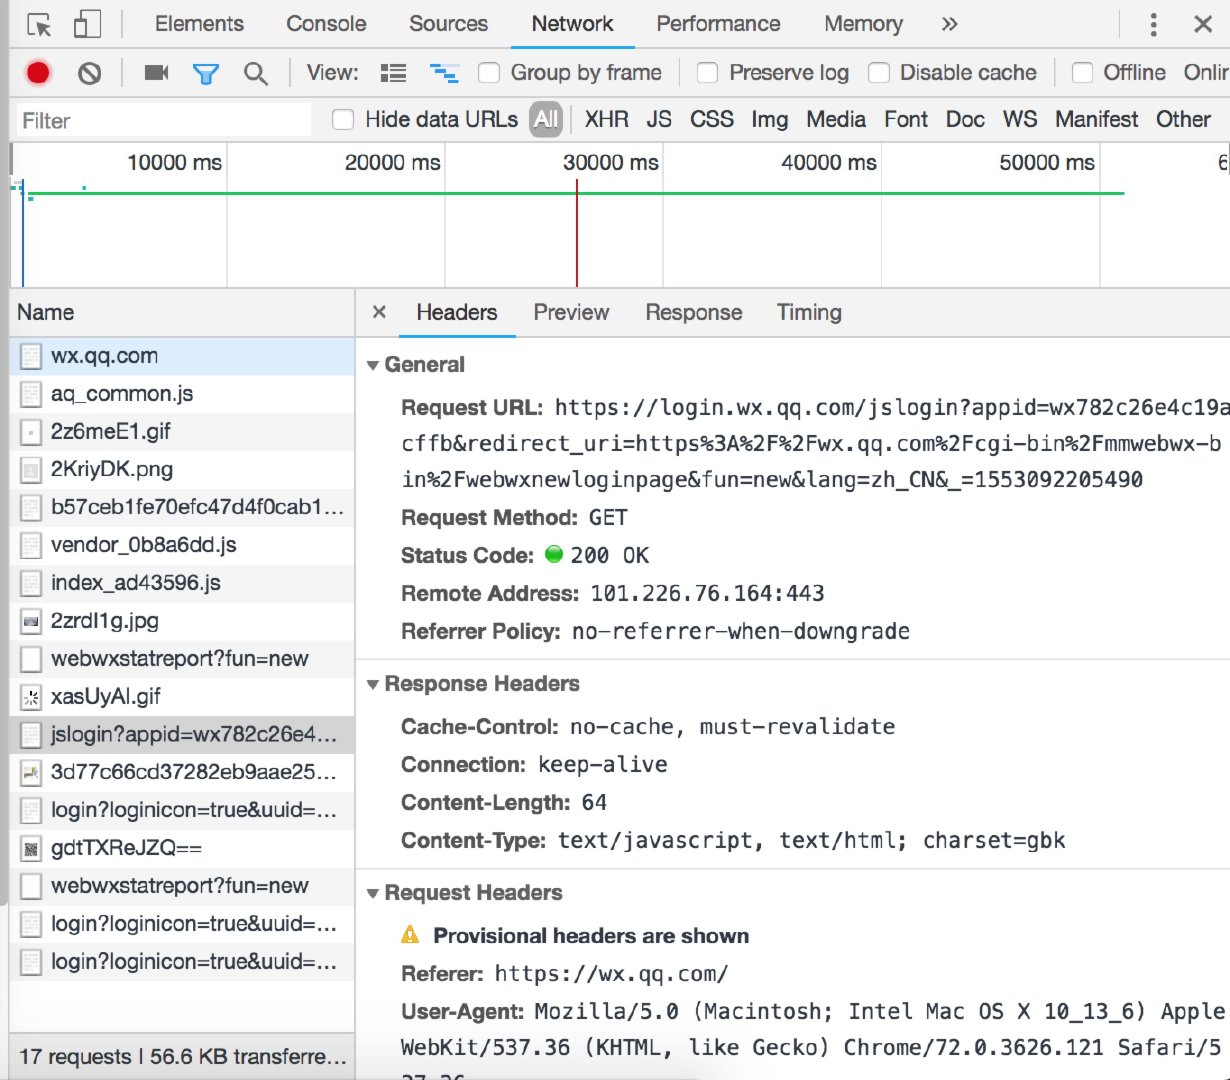 Elements Console Sources Network Performance Memory »
View: Group by frame Preserve log Disable cache Offline Onlin
Filter Hide data URLs All XHR JS CSS Img Media Font Doc WS Manifest Other
10000 ms 20000 ms 30000 ms 40000 ms 50000 ms 6
Name
wx.qq.com
aq_common.js
2z6meE1.gif
2KriyDK.png
b57ceb1fe70efc47d4f0cab1...
vendor_0b8a6dd.js
index_ad43596.js
2zrdI1g.jpg
webwxstatreport?fun=new
xasUyAI.gif
jslogin?appid=wx782c26e4...
3d77c66cd37282eb9aae25...
login?loginicon=true&uuid=...
gdtTXReJZQ==
webwxstatreport?fun=new
login?loginicon=true&uuid=...
login?loginicon=true&uuid=...
17 requests | 56.6 KB transferre...
× Headers Preview Response Timing
General
Request URL: https://login.wx.qq.com/jslogin?appid=wx782c26e4c19a
cffb&redirect_uri=https%3A%2F%2Fwx.qq.com%2Fcgi-bin%2Fmmwebwx-b
in%2Fwebwxnewloginpage&fun=new&lang=zh_CN&_=1553092205490
Request Method: GET
Status Code: 200 OK
Remote Address: 101.226.76.164:443
Referrer Policy: no-referrer-when-downgrade
Response Headers
Cache-Control: no-cache, must-revalidate
Connection: keep-alive
Content-Length: 64
Content-Type: text/javascript, text/html; charset=gbk
Request Headers
Provisional headers are shown
Referer: https://wx.qq.com/
User-Agent: Mozilla/5.0 (Macintosh; Intel Mac OS X 10_13_6) Apple
WebKit/537.36 (KHTML, like Gecko) Chrome/72.0.3626.121 Safari/5
37.36